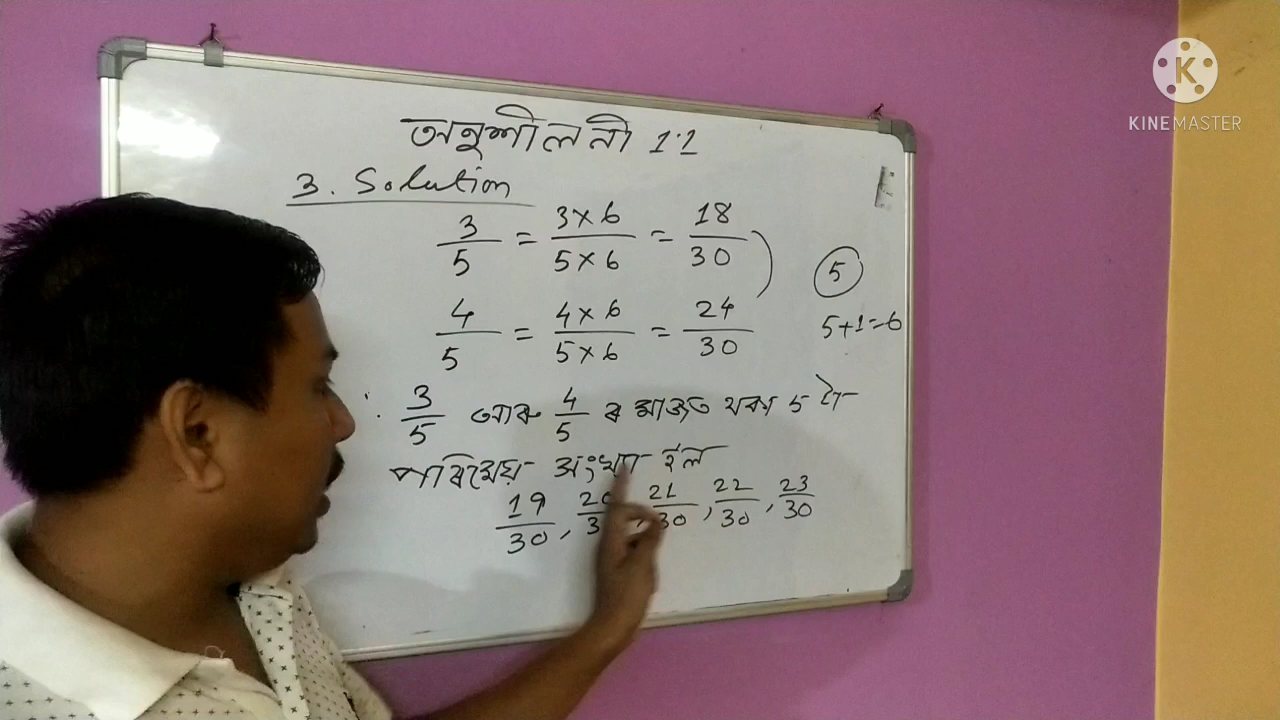 অনুশীলনী 1.1
3. Solution
3/5 = 3×6/5×6 = 18/30
5
4/5 = 4×6/5×6 = 24/30
5+1=6
∴ 3/5 আৰু 4/5 ৰ মাজত থকা 5 টা
পৰিমেয় সংখ্যা হ'ল
19/30, 20/3, 21/30, 22/30, 23/30
KINEMASTER